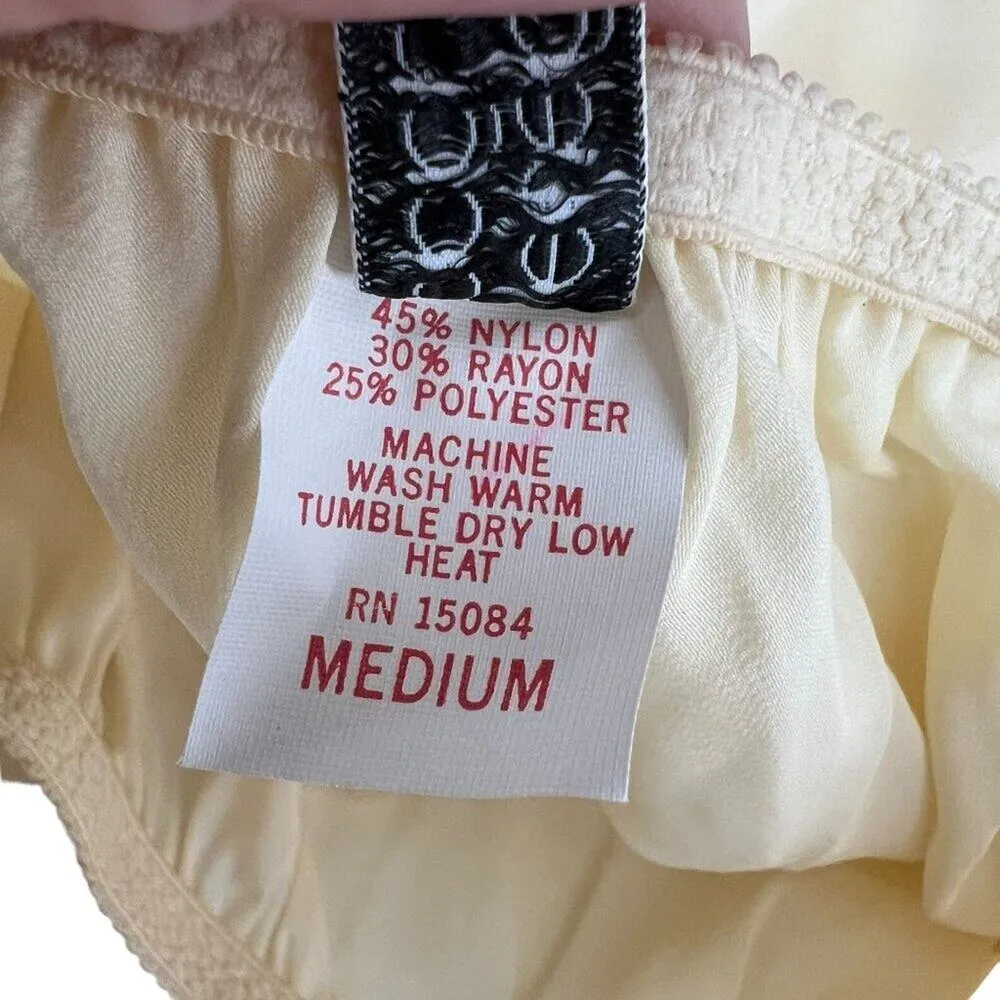 45% NYLON
30% RAYON
25% POLYESTER
MACHINE
WASH WARM
TUMBLE DRY LOW
HEAT
RN 15084
MEDIUM